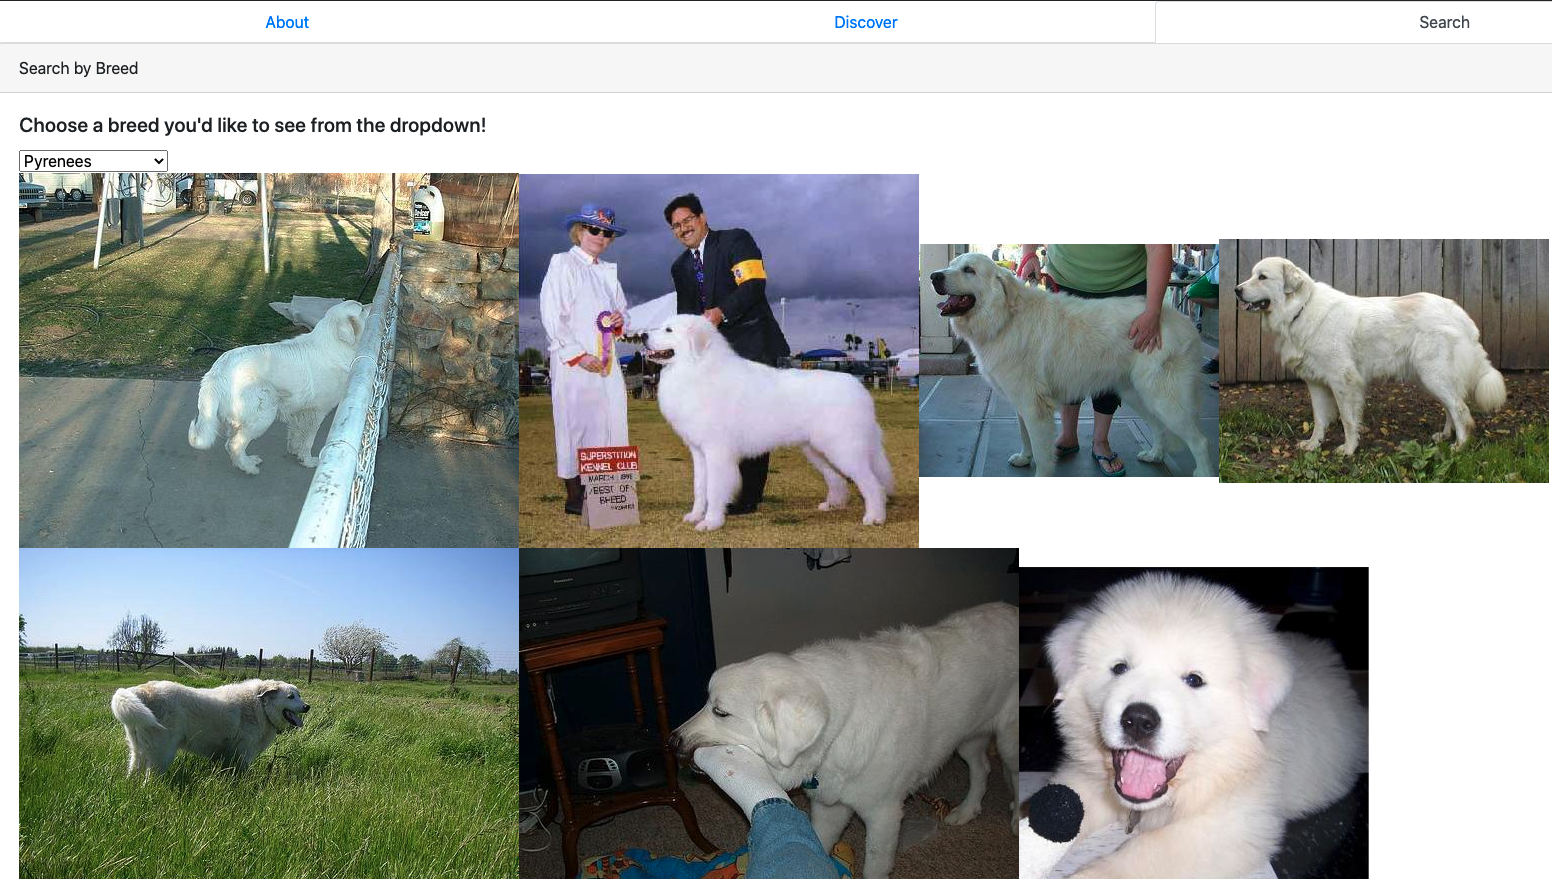 About
Discover
Search
Search by Breed
Choose a breed you'd like to see from the dropdown!
Pyrenees
SUPERSTITION
KENNEL CLUB
MARCH
BEST OF
BREED
Panasonic